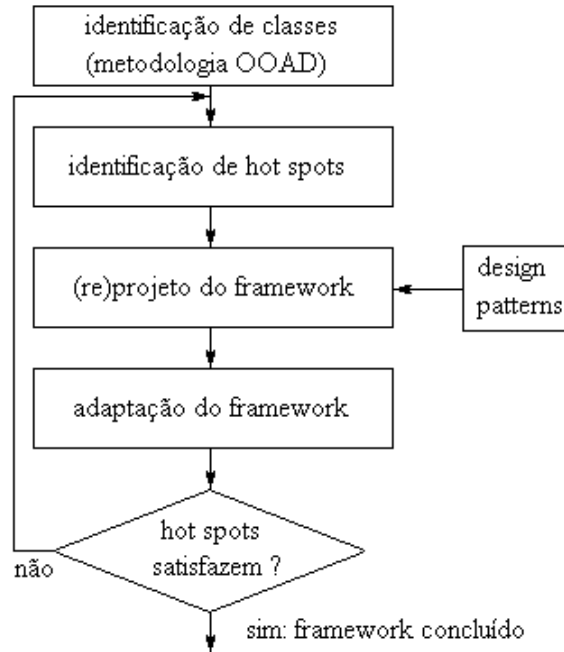 identificação de classes
(metodologia OOAD)
identificação de hot spots
(re)projeto do framework
design
patterns
adaptação do framework
hot spots
satisfazem ?
não
sim: framework concluído